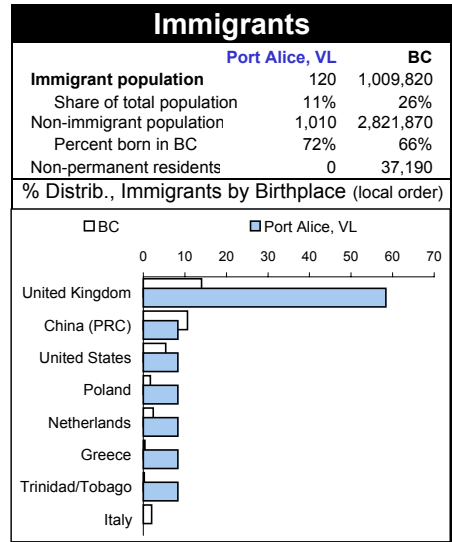 Immigrants
Port Alice, VL BC
Immigrant population 120 1,009,820
Share of total population 11% 26%
Non-immigrant population 1,010 2,821,870
Percent born in BC 72% 66%
Non-permanent residents 0 37,190
% Distrib., Immigrants by Birthplace (local order)
BC Port Alice, VL
0 10 20 30 40 50 60 70
United Kingdom
China (PRC)
United States
Poland
Netherlands
Greece
Trinidad/Tobago
Italy